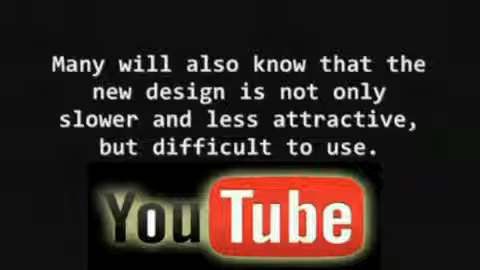 Many will also know that the
new design is not only
slower and less attractive,
but difficult to use.
YouTube